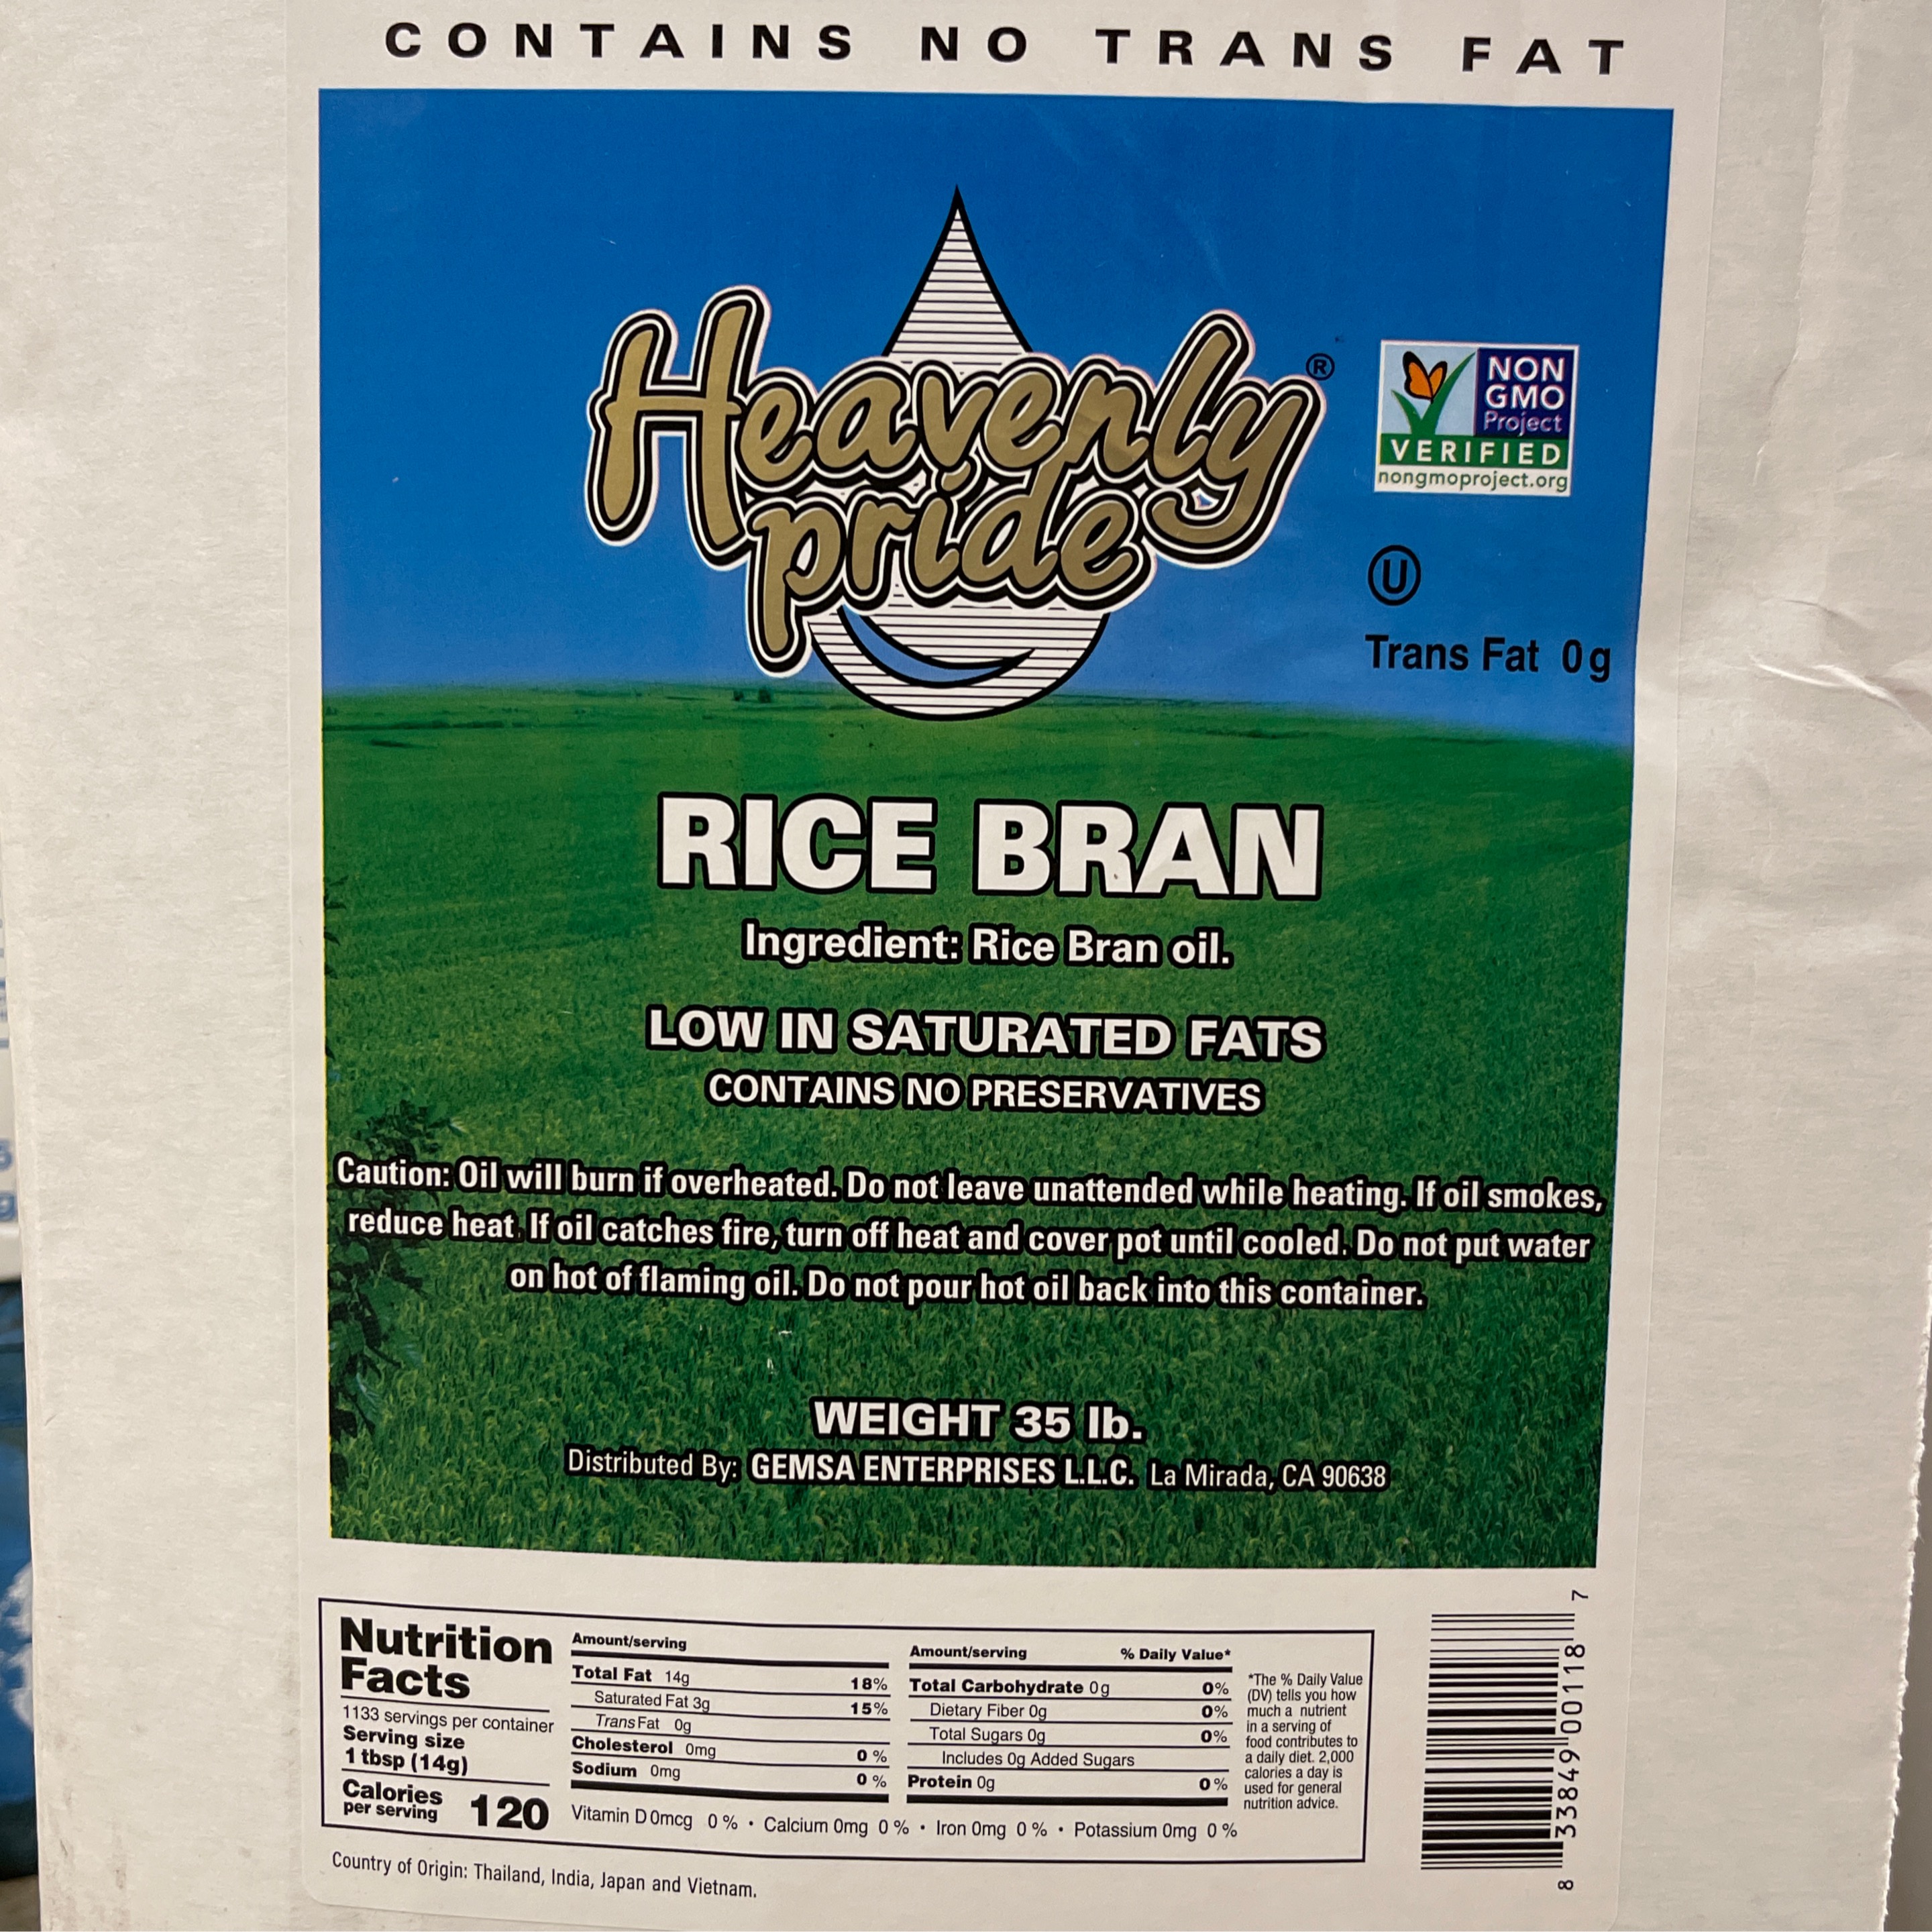 CONTAINS NO TRANS FAT
Heavenly
pride
®
NON
GMO
Project
VERIFIED
nongmoproject.org
U
Trans Fat 0g
RICE BRAN
Ingredient: Rice Bran oil.
LOW IN SATURATED FATS
CONTAINS NO PRESERVATIVES
Caution: Oil will burn if overheated. Do not leave unattended while heating. If oil smokes,
reduce heat. If oil catches fire, turn off heat and cover pot until cooled. Do not put water
on hot of flaming oil. Do not pour hot oil back into this container.
WEIGHT 35 lb.
Distributed By: GEMSA ENTERPRISES L.L.C. La Mirada, CA 90638
Nutrition
Facts
1133 servings per container
Serving size
1 tbsp (14g)
Calories
per serving 120
Amount/serving
Total Fat 14g 18%
Saturated Fat 3g 15%
Trans Fat 0g
Cholesterol 0mg 0 %
Sodium 0mg 0 %
Amount/serving % Daily Value*
Total Carbohydrate 0g 0%
Dietary Fiber 0g 0%
Total Sugars 0g 0%
Includes 0g Added Sugars
Protein 0g 0%
Vitamin D 0mcg 0 % • Calcium 0mg 0 % • Iron 0mg 0 % • Potassium 0mg 0 %
*The % Daily Value
(DV) tells you how
much a nutrient
in a serving of
food contributes to
a daily diet. 2,000
calories a day is
used for general
nutrition advice.
8 33849 00118 7
Country of Origin: Thailand, India, Japan and Vietnam.